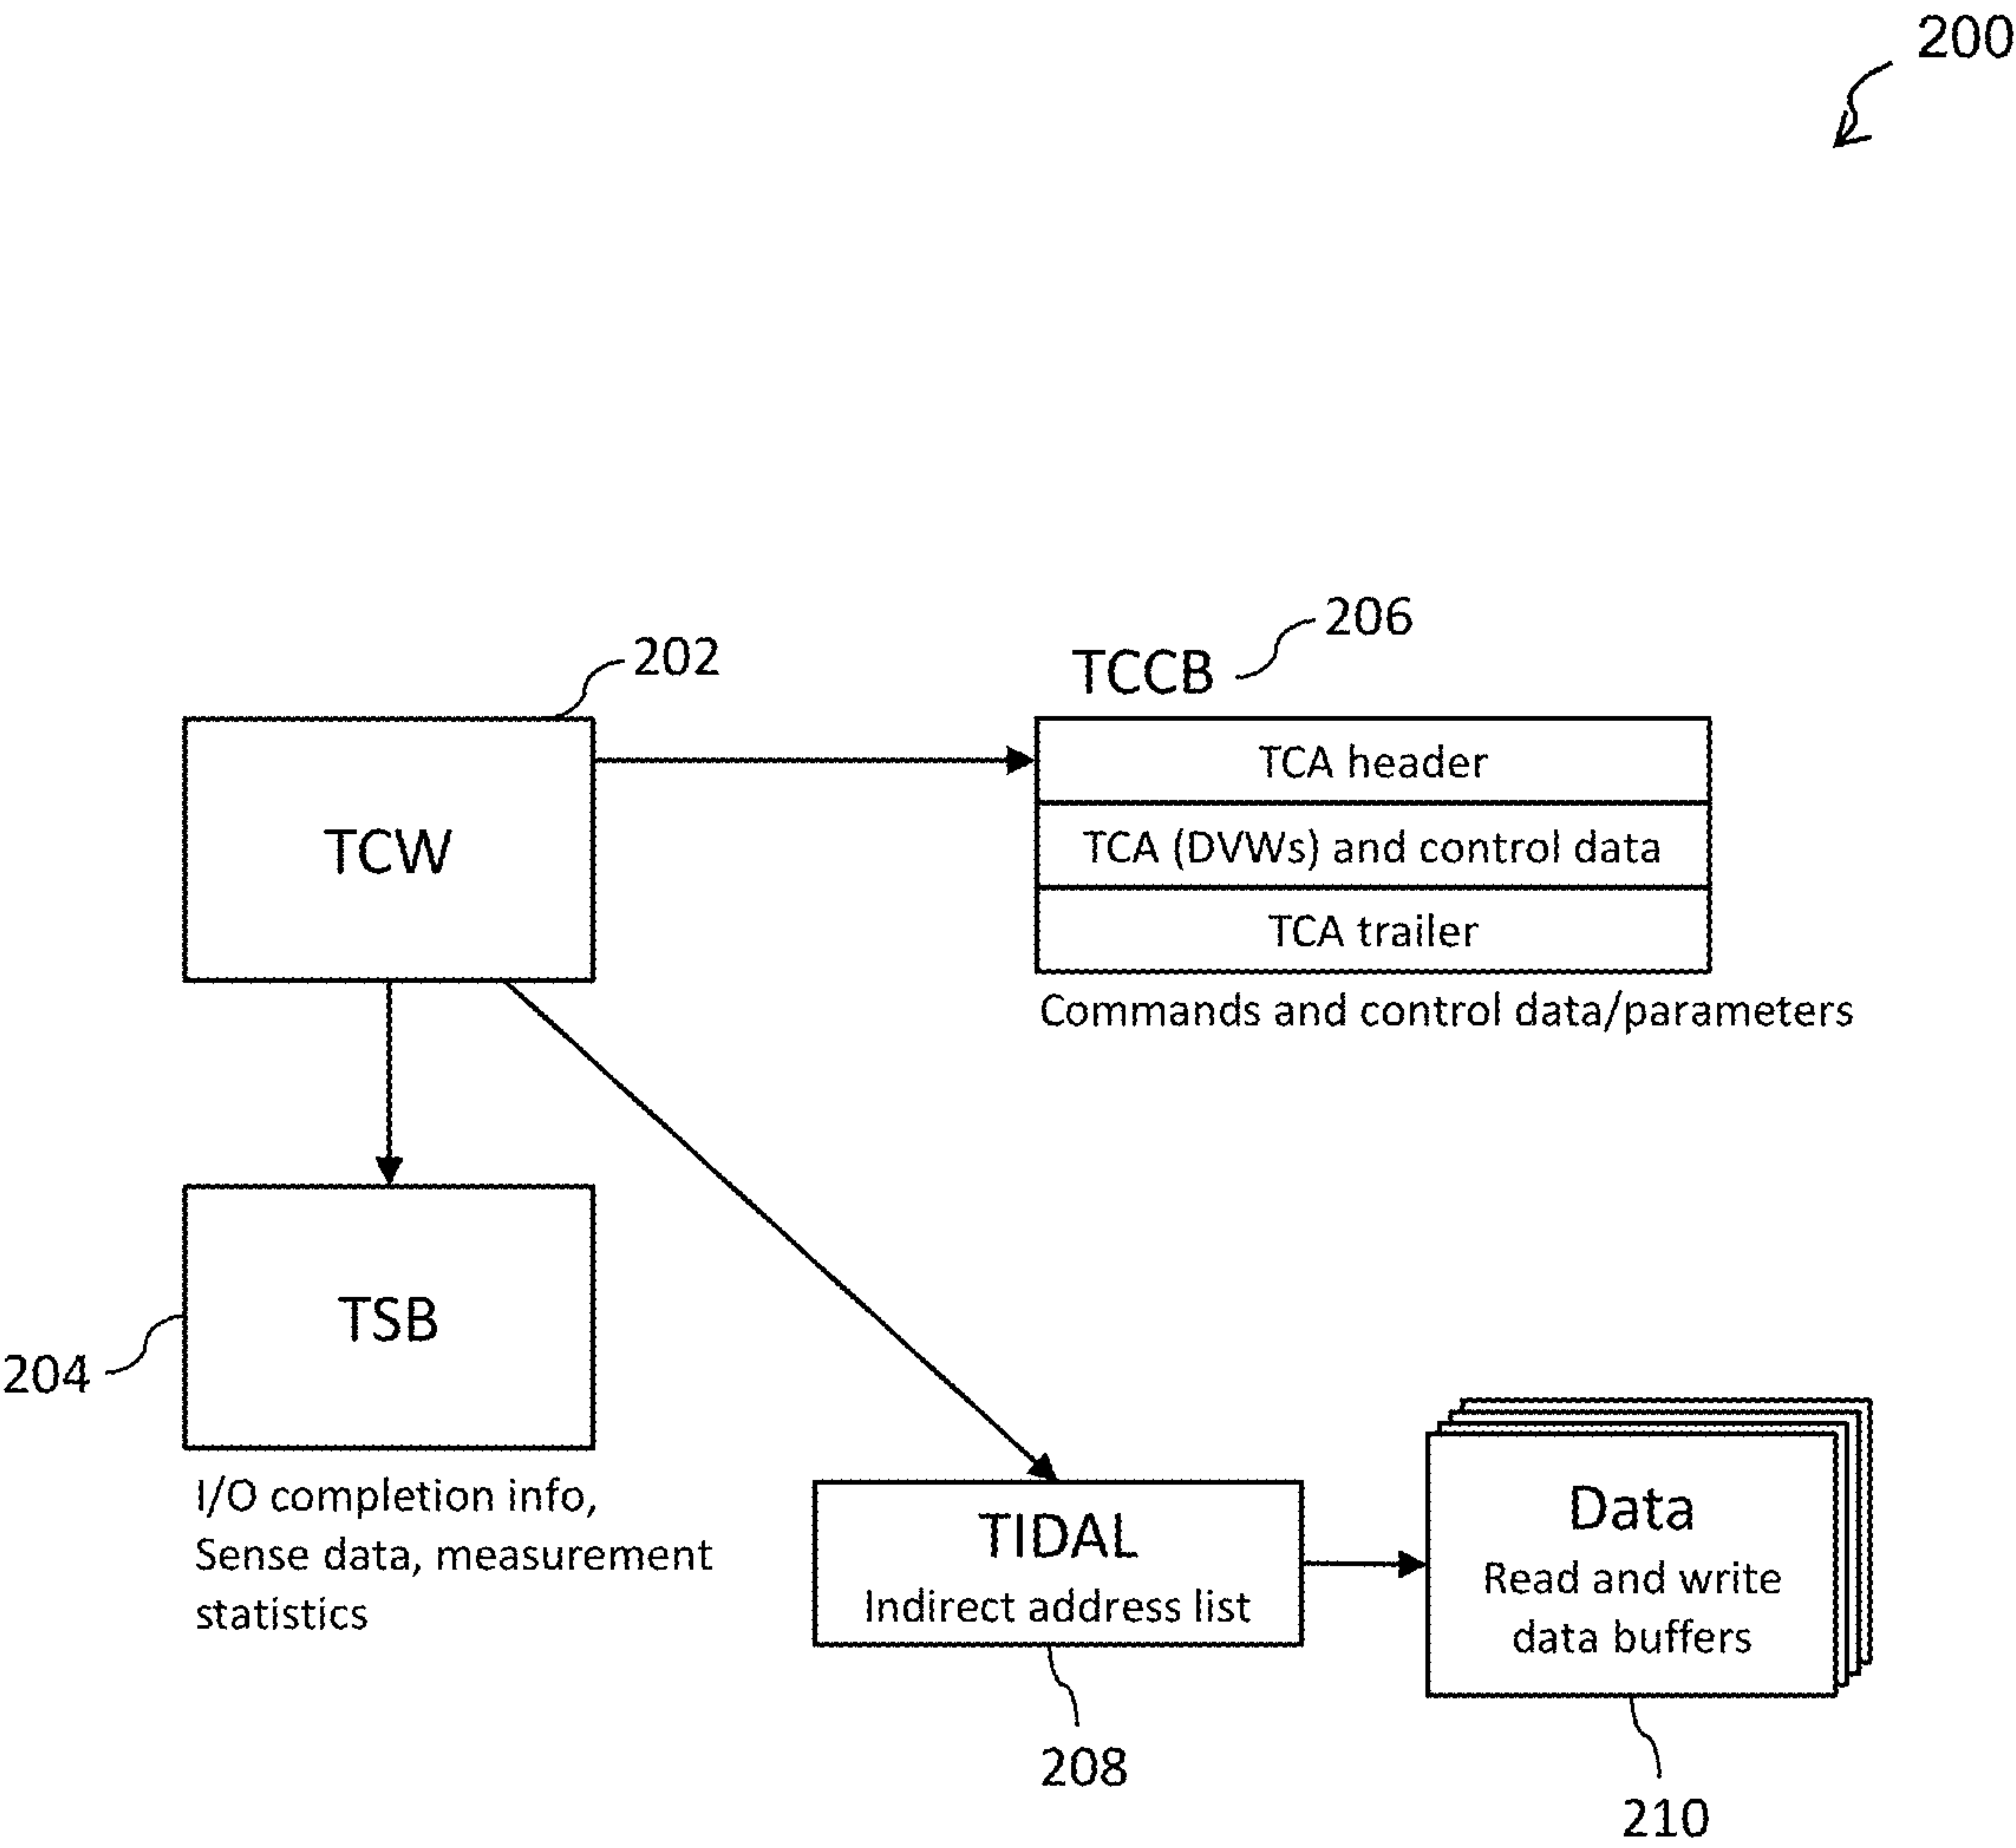 200
206
202
TCCB
TCA header
TCW
TCA (DVWs) and control data
TCA trailer
Commands and control data/parameters
TSB
204
I/O completion info,
Sense data, measurement
statistics
TIDAL
Indirect address list
Data
Read and write
data buffers
208
210